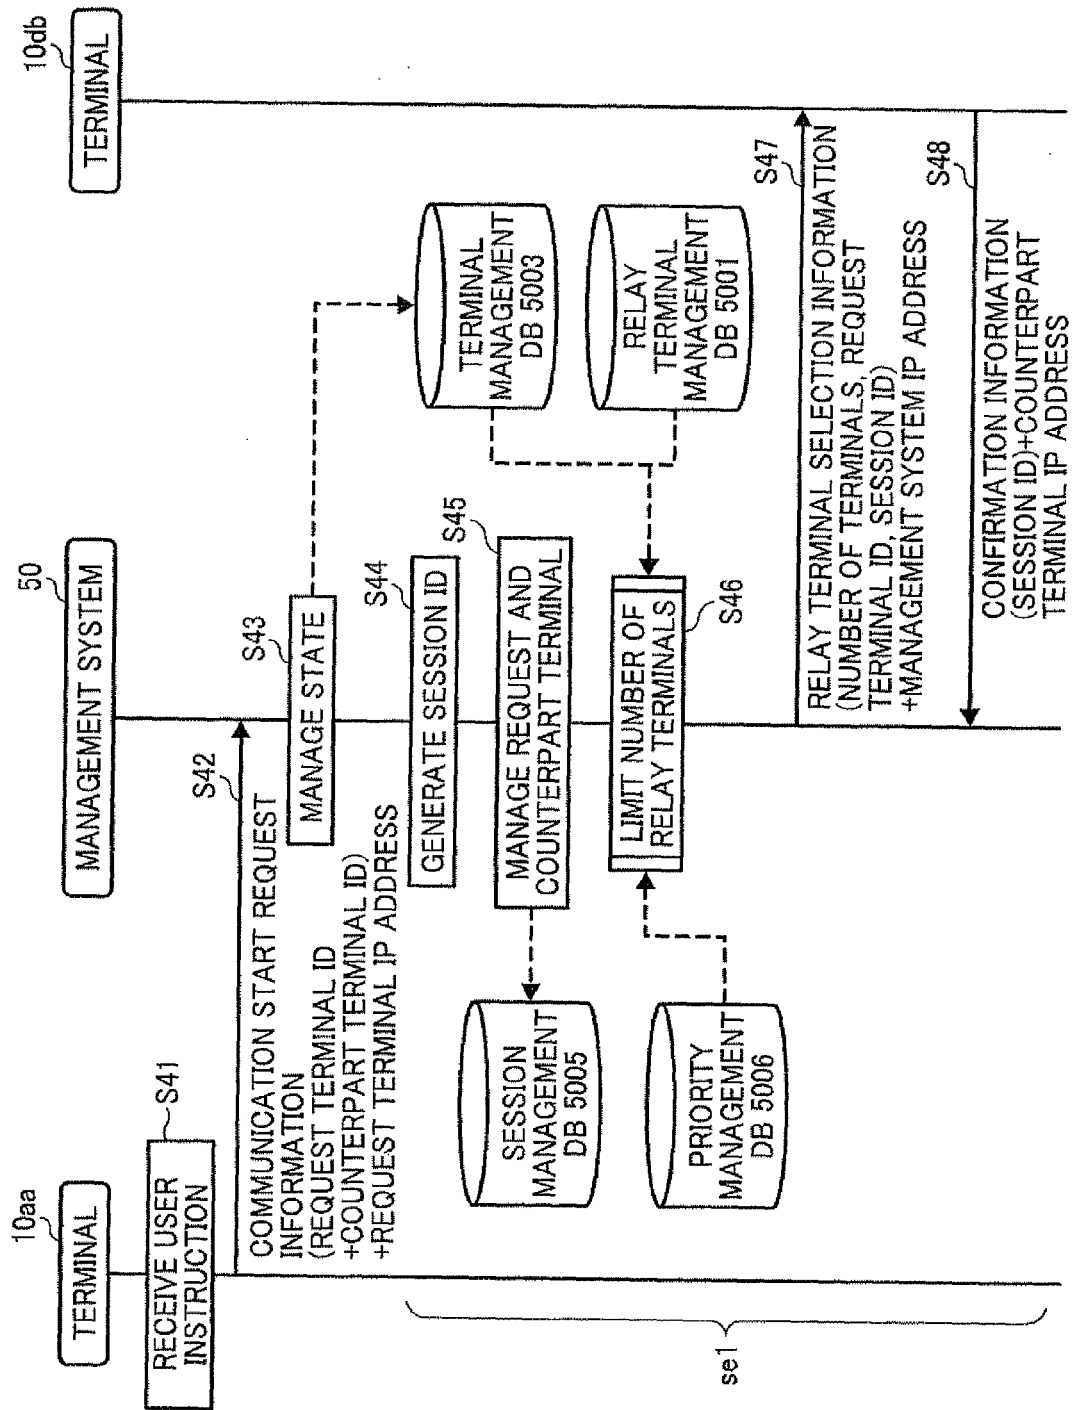 10aa
TERMINAL
50
MANAGEMENT SYSTEM
10db
TERMINAL
RECEIVE USER
INSTRUCTION
S41
S42
COMMUNICATION START REQUEST
INFORMATION
(REQUEST TERMINAL ID
+COUNTERPART TERMINAL ID)
+REQUEST TERMINAL IP ADDRESS
S43
MANAGE STATE
S44
GENERATE SESSION ID
S45
MANAGE REQUEST AND
COUNTERPART TERMINAL
TERMINAL
MANAGEMENT
DB 5003
SESSION
MANAGEMENT
DB 5005
RELAY
TERMINAL
MANAGEMENT
DB 5001
LIMIT NUMBER OF
RELAY TERMINALS
S46
PRIORITY
MANAGEMENT
DB 5006
se1
S47
RELAY TERMINAL SELECTION INFORMATION
(NUMBER OF TERMINALS, REQUEST
TERMINAL ID, SESSION ID)
+MANAGEMENT SYSTEM IP ADDRESS
S48
CONFIRMATION INFORMATION
(SESSION ID)+COUNTERPART
TERMINAL IP ADDRESS